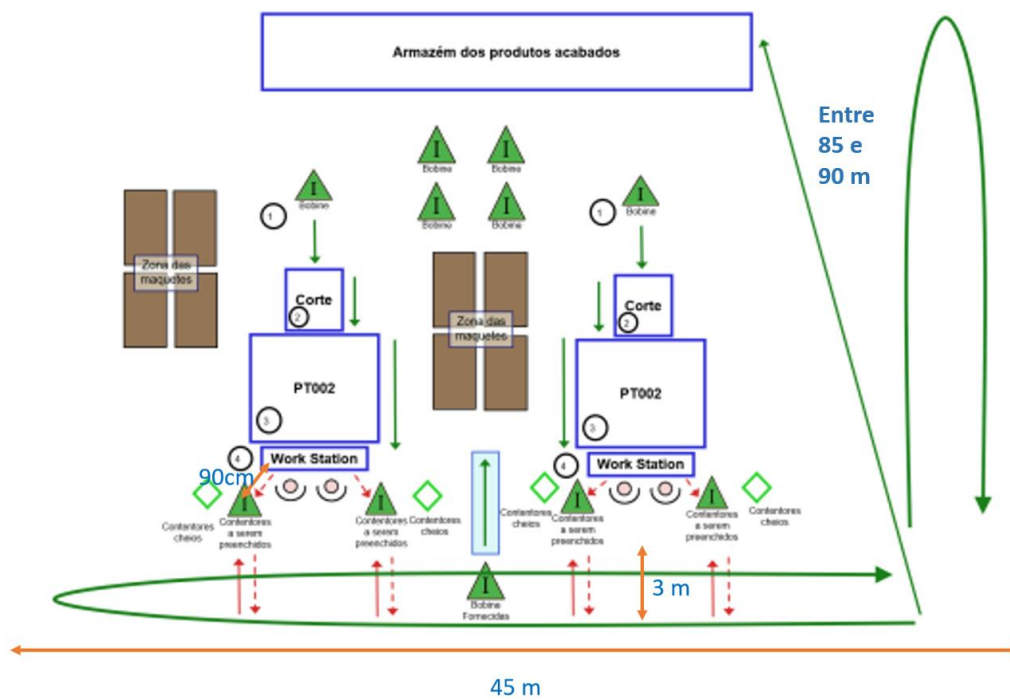 Armazém dos produtos acabados
Entre
85 e
90 m
I
Bobine
I
Bobine
I
Bobine
I
Bobine
I
Bobine
I
Bobine
1
1
Zona das
maquetes
Zona das
maquetes
Corte
2
Corte
2
PT002
3
PT002
3
4
Work Station
4
Work Station
90cm
I
I
I
I
Contentores
cheios
Contentores
a serem
preenchidos
Contentores
a serem
preenchidos
Contentores
cheios
Contentores
cheios
Contentores
a serem
preenchidos
Contentores
a serem
preenchidos
Contentores
cheios
I
Bobine
Fornecidas
3 m
45 m